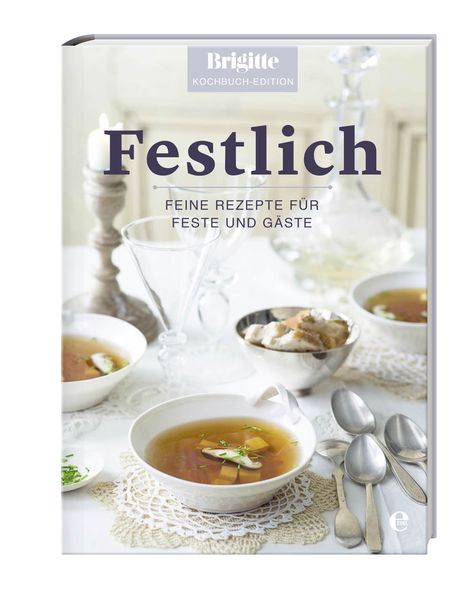 Brigitte
KOCHBUCH-EDITION
Festlich
FEINE REZEPTE FÜR
FESTE UND GÄSTE